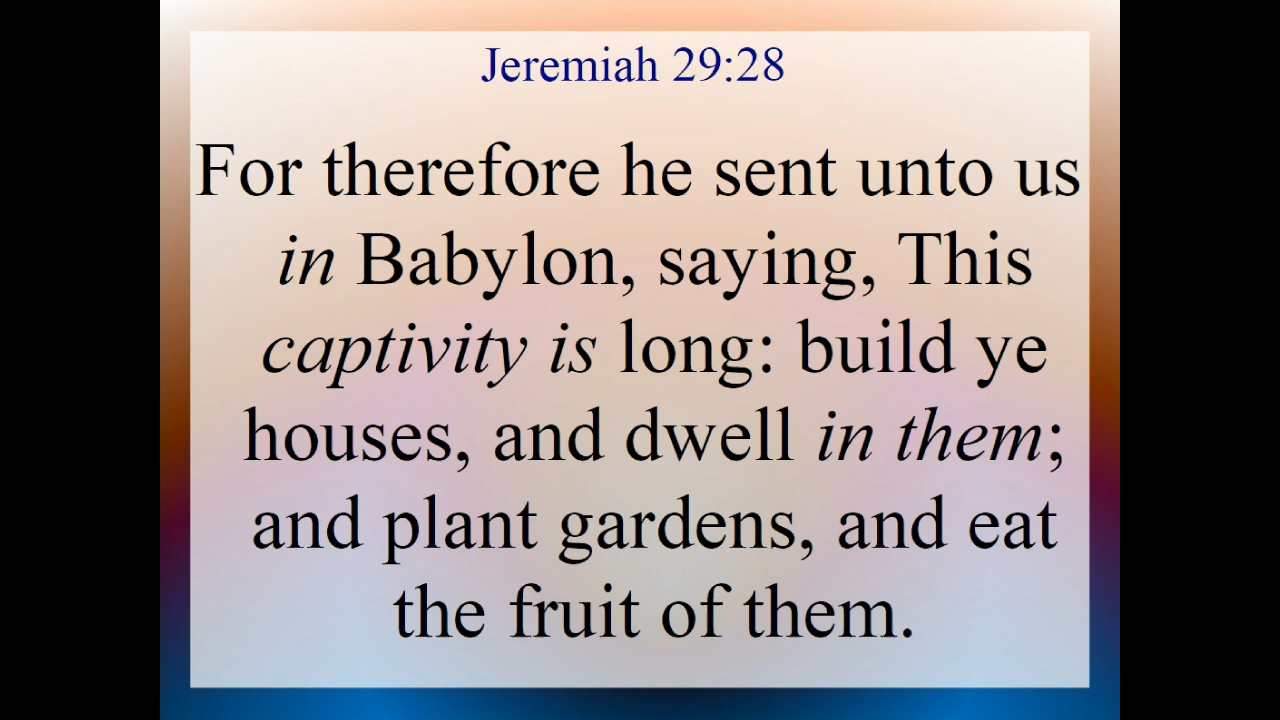 Jeremiah 29:28
For therefore he sent unto us
in Babylon, saying, This
captivity is long: build ye
houses, and dwell in them;
and plant gardens, and eat
the fruit of them.